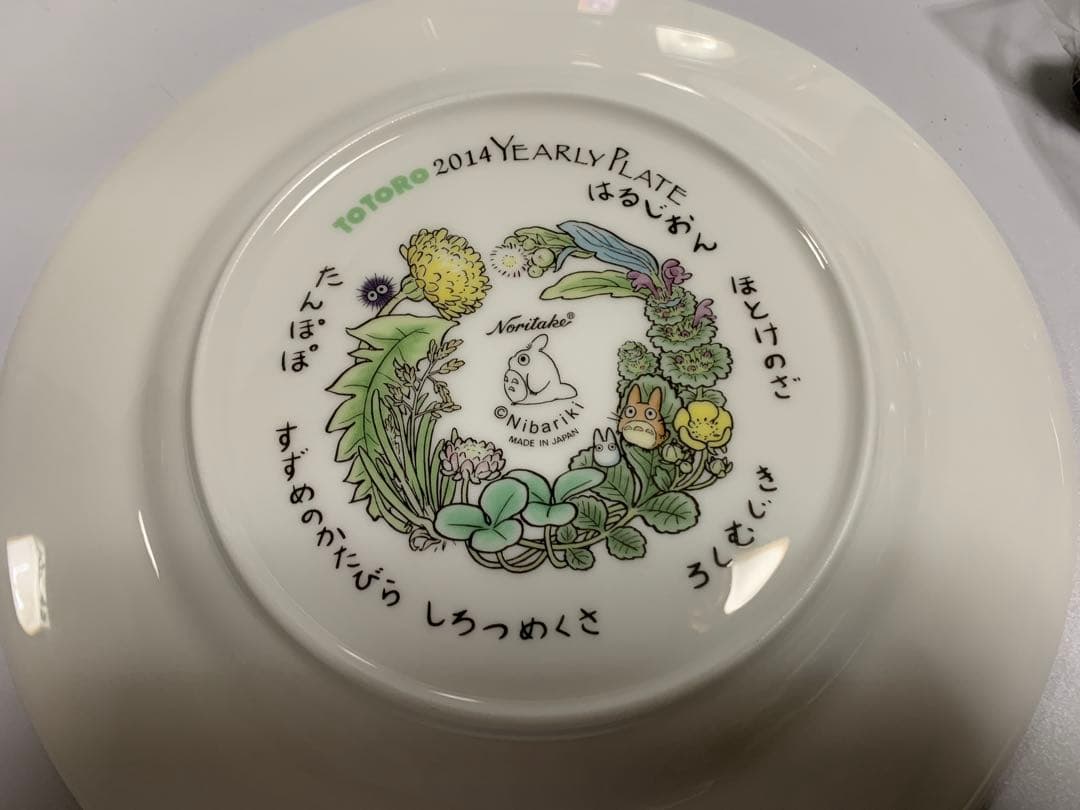 TOTORO 2014 YEARLY PLATE
はるじおん
ほとけのざ
きじむしろ
しろつめくさ
すずめのかたびら
たんぽぽ
Noritake®
©Nibariki
MADE IN JAPAN